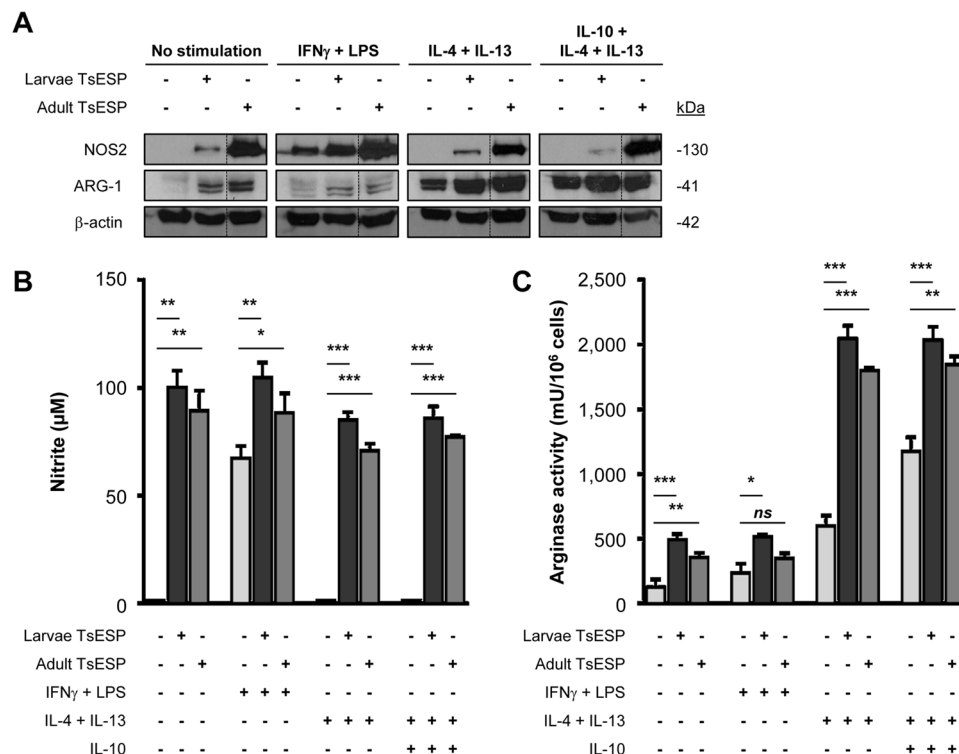 A
No stimulation IFNγ + LPS IL-4 + IL-13 IL-10 + IL-4 + IL-13
Larvae TsESP - + - - + - - + - - + -
Adult TsESP - - + - - + - - + - - + kDa
NOS2 -130
ARG-1 -41
β-actin -42
B
Nitrite (µM)
150
100
50
0
** ** ** * *** *** *** ***
Larvae TsESP - + - - + - - + - - + -
Adult TsESP - - + - - + - - + - - +
IFNγ + LPS - - - + + + - - - - - -
IL-4 + IL-13 - - - - - - + + + + + +
IL-10 - - - - - - - - - + + +
C
Arginase activity (mU/10⁶ cells)
2,500
2,000
1,500
1,000
500
0
*** ** * ns *** *** *** **
Larvae TsESP - + - - + - - + - - + -
Adult TsESP - - + - - + - - + - - +
IFNγ + LPS - - - + + + - - - - - -
IL-4 + IL-13 - - - - - - + + + + + +
IL-10 - - - - - - - - - + + +